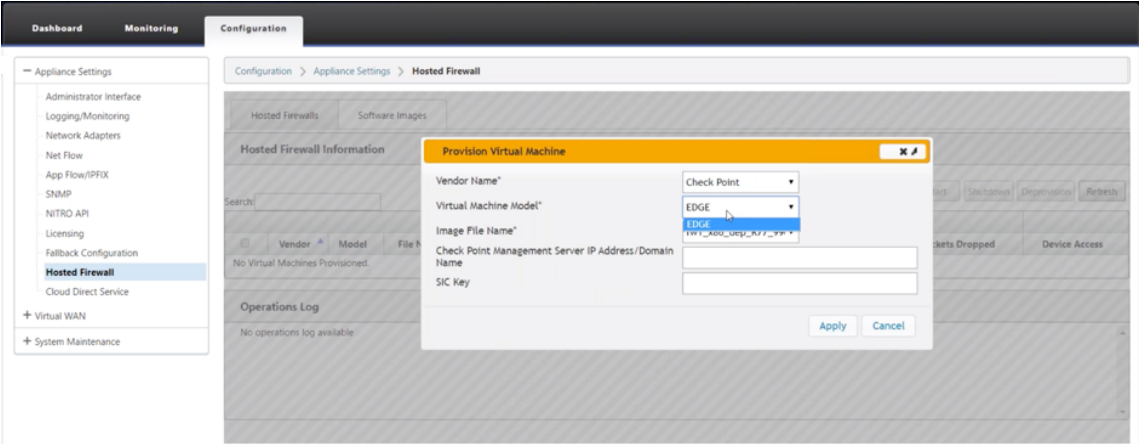 Dashboard Monitoring Configuration
Appliance Settings
Administrator Interface
Logging/Monitoring
Network Adapters
Net Flow
App Flow/IPFIX
SNMP
NITRO API
Licensing
Fallback Configuration
Hosted Firewall
Cloud Direct Service
Virtual WAN
System Maintenance
Configuration > Appliance Settings > Hosted Firewall
Hosted Firewalls Software Images
Hosted Firewall Information
Search:
Shutdown Deprovision Refresh
Vendor Model File N
ckets Dropped Device Access
No Virtual Machines Provisioned.
Operations Log
No operations log available
Provision Virtual Machine
Vendor Name* Check Point
Virtual Machine Model* EDGE
EDGE
Image File Name*
Check Point Management Server IP Address/Domain
Name
SIC Key
Apply Cancel